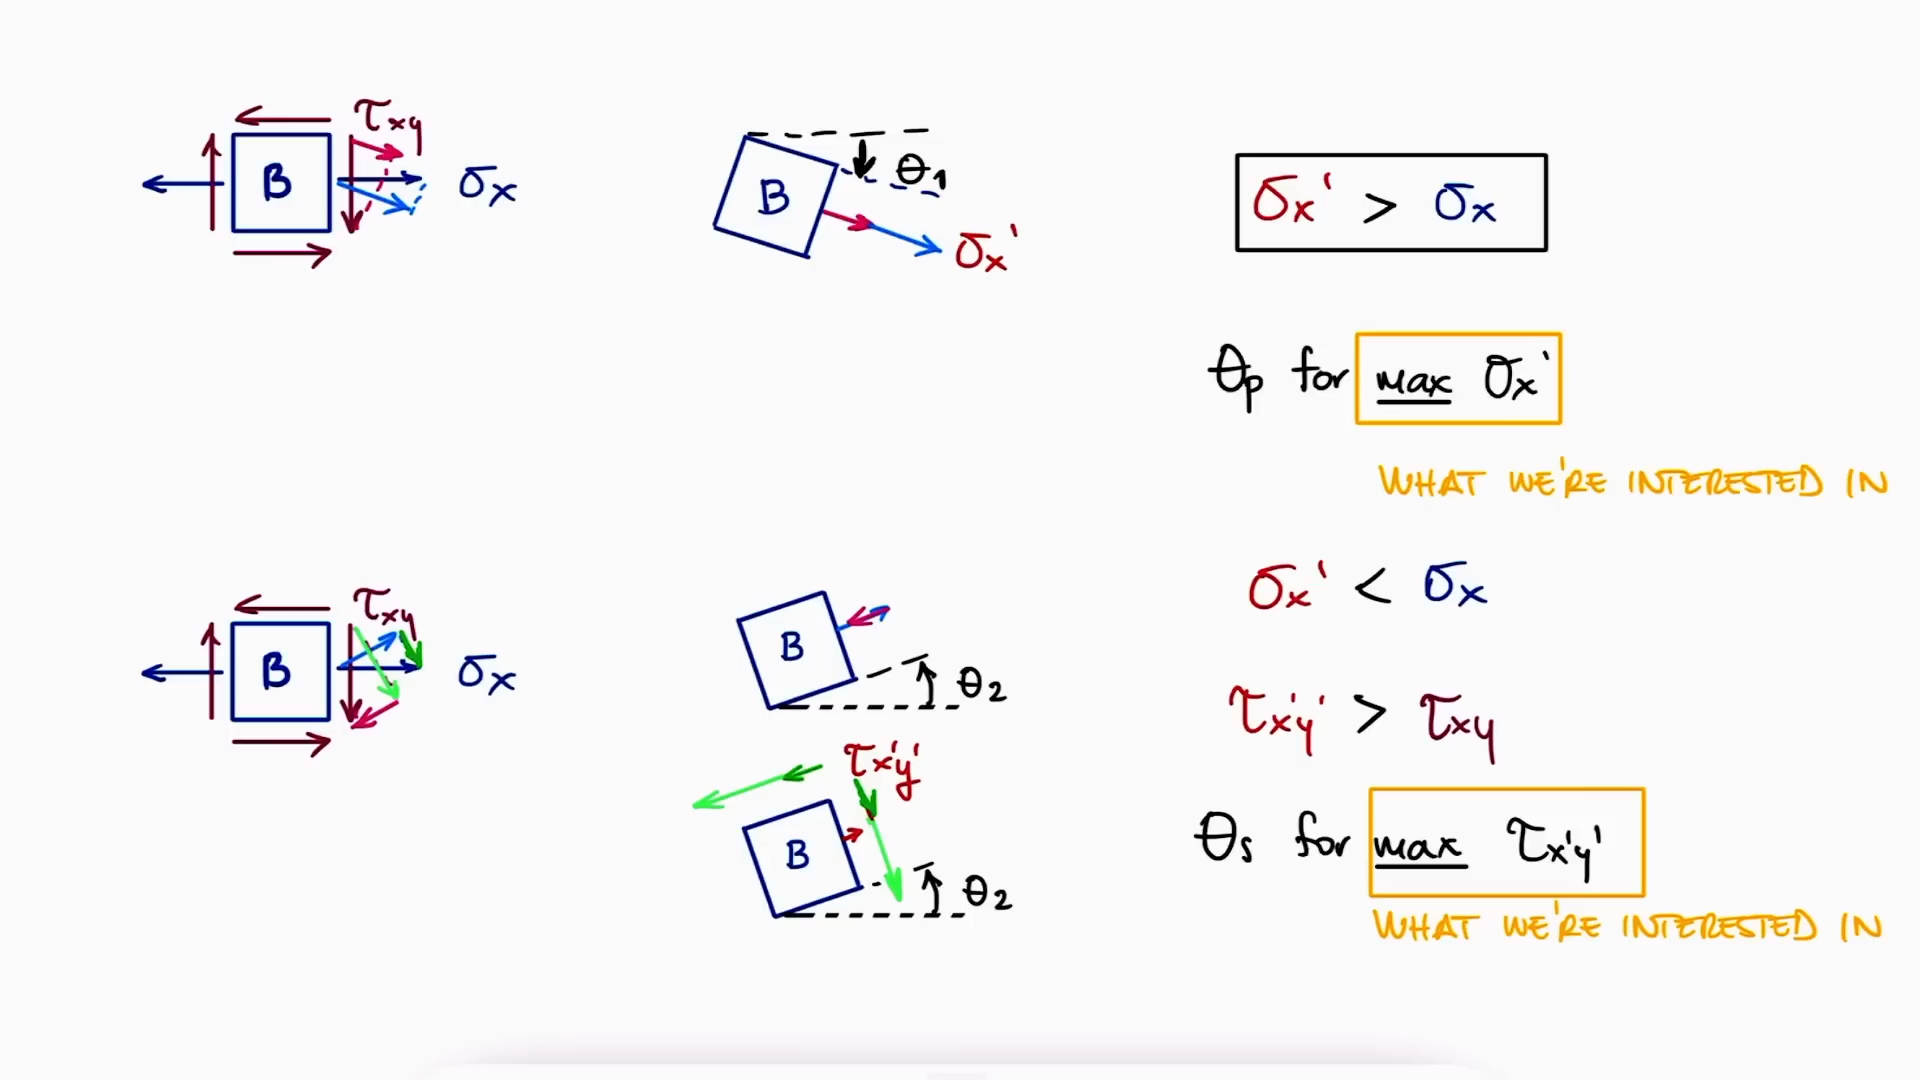 τxy
B
σx
B
θ1
σx'
σx' > σx
θp for max σx'
WHAT WE'RE INTERESTED IN
τxy
B
σx
B
θ2
σx' < σx
τx'y' > τxy
τx'y'
B
θ2
θs for max τx'y'
WHAT WE'RE INTERESTED IN